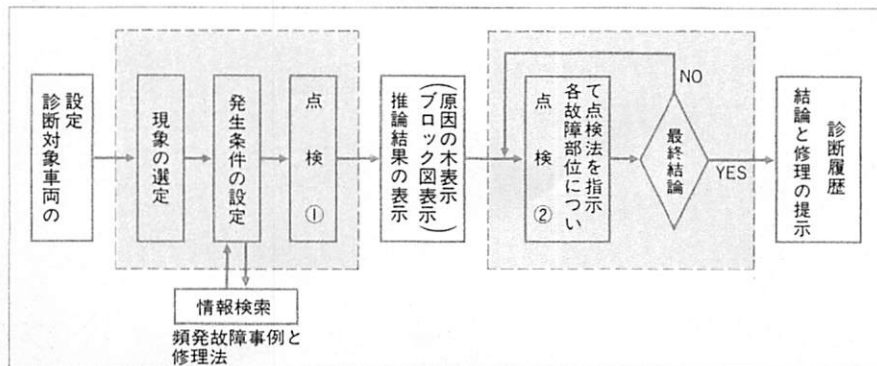 診断対象車両の
設定
現象の選定
発生条件の設定
点検 ①
情報検索
頻発故障事例と
修理法
推論結果の表示
(原因の木表示
ブロック図表示)
点検 ②
各故障部位につい
て点検法を指示
最終結論
NO
YES
結論と修理の提示
診断履歴